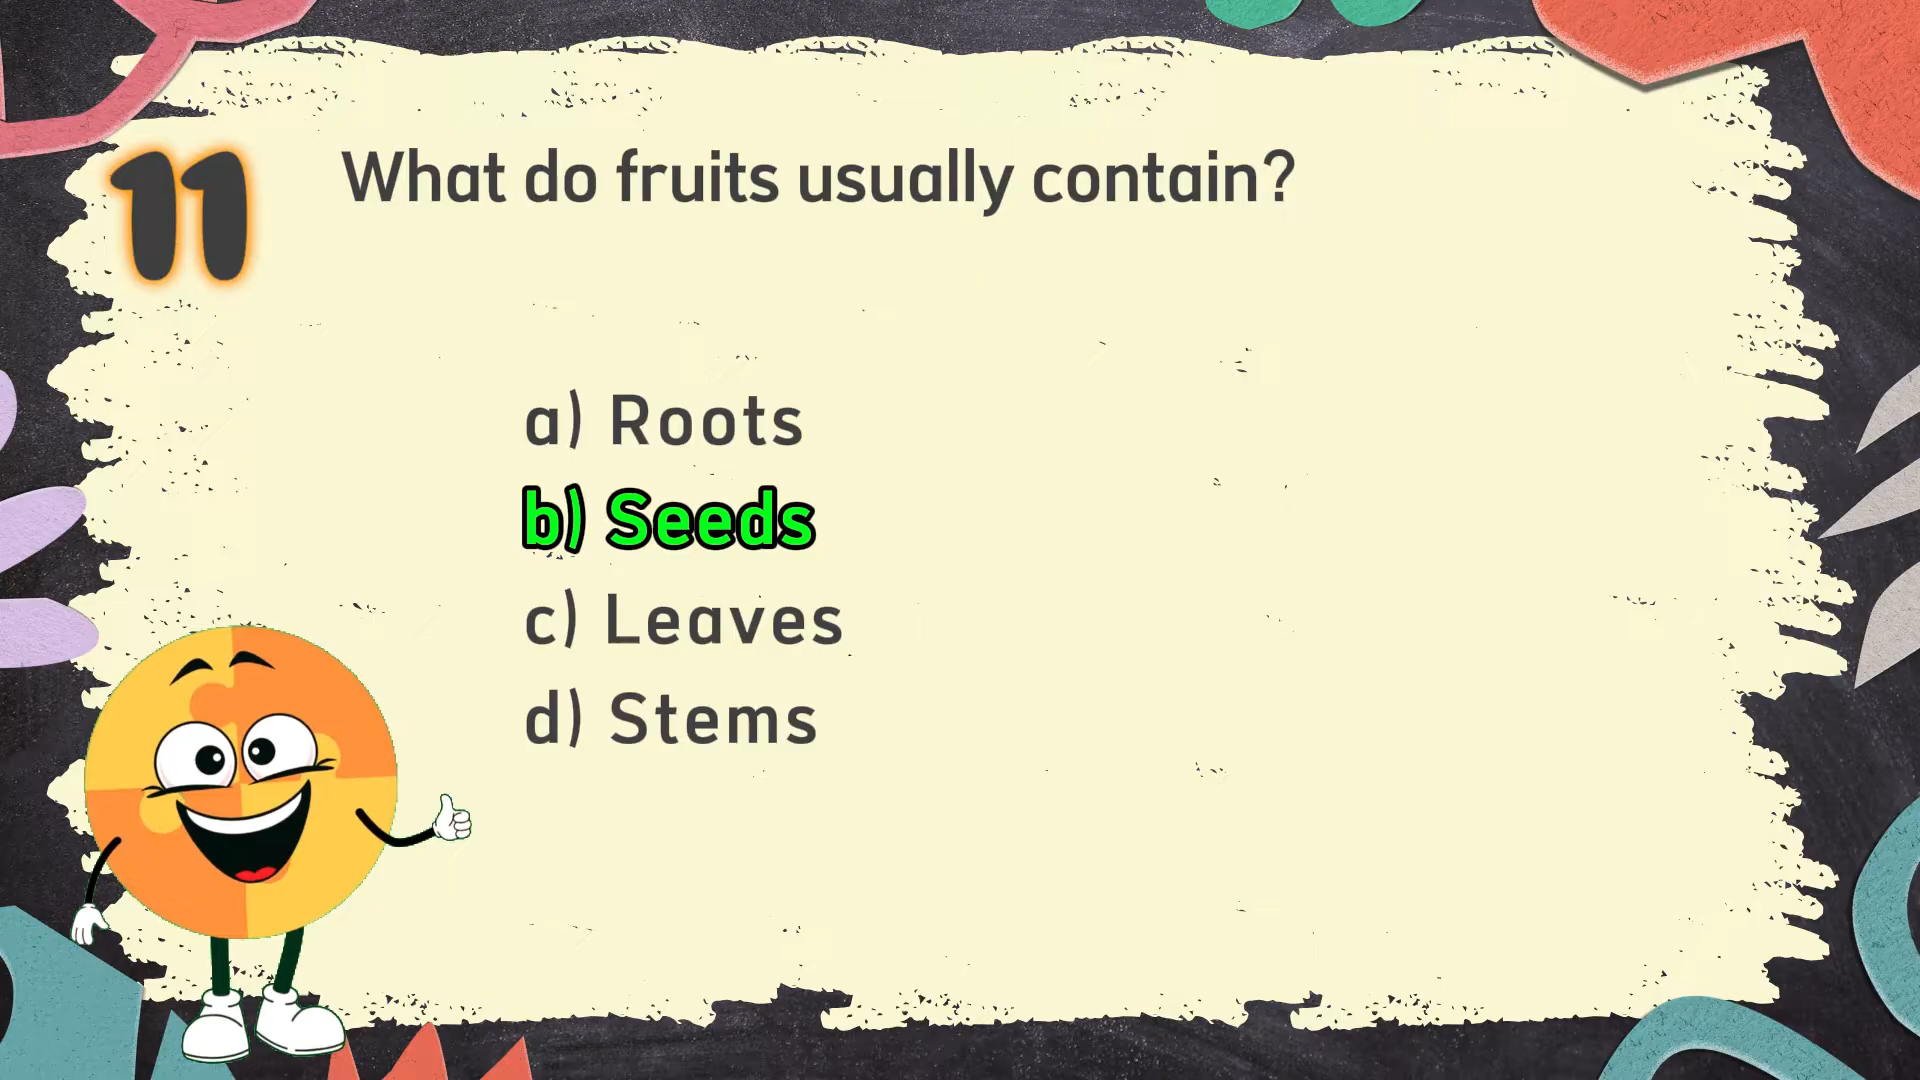 11
What do fruits usually contain?
a) Roots
b) Seeds
c) Leaves
d) Stems